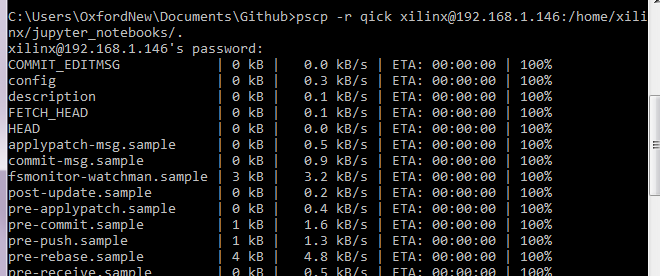 C:\Users\OxfordNew\Documents\Github>pscp -r qick xilinx@192.168.1.146:/home/xili
nx/jupyter_notebooks/.
xilinx@192.168.1.146's password:
COMMIT_EDITMSG | 0 kB | 0.0 kB/s | ETA: 00:00:00 | 100%
config | 0 kB | 0.3 kB/s | ETA: 00:00:00 | 100%
description | 0 kB | 0.1 kB/s | ETA: 00:00:00 | 100%
FETCH_HEAD | 0 kB | 0.1 kB/s | ETA: 00:00:00 | 100%
HEAD | 0 kB | 0.0 kB/s | ETA: 00:00:00 | 100%
applypatch-msg.sample | 0 kB | 0.5 kB/s | ETA: 00:00:00 | 100%
commit-msg.sample | 0 kB | 0.9 kB/s | ETA: 00:00:00 | 100%
fsmonitor-watchman.sample | 3 kB | 3.2 kB/s | ETA: 00:00:00 | 100%
post-update.sample | 0 kB | 0.2 kB/s | ETA: 00:00:00 | 100%
pre-applypatch.sample | 0 kB | 0.4 kB/s | ETA: 00:00:00 | 100%
pre-commit.sample | 1 kB | 1.6 kB/s | ETA: 00:00:00 | 100%
pre-push.sample | 1 kB | 1.3 kB/s | ETA: 00:00:00 | 100%
pre-rebase.sample | 4 kB | 4.8 kB/s | ETA: 00:00:00 | 100%
pre-receive.sample | 0 kB | 0.5 kB/s | ETA: 00:00:00 | 100%